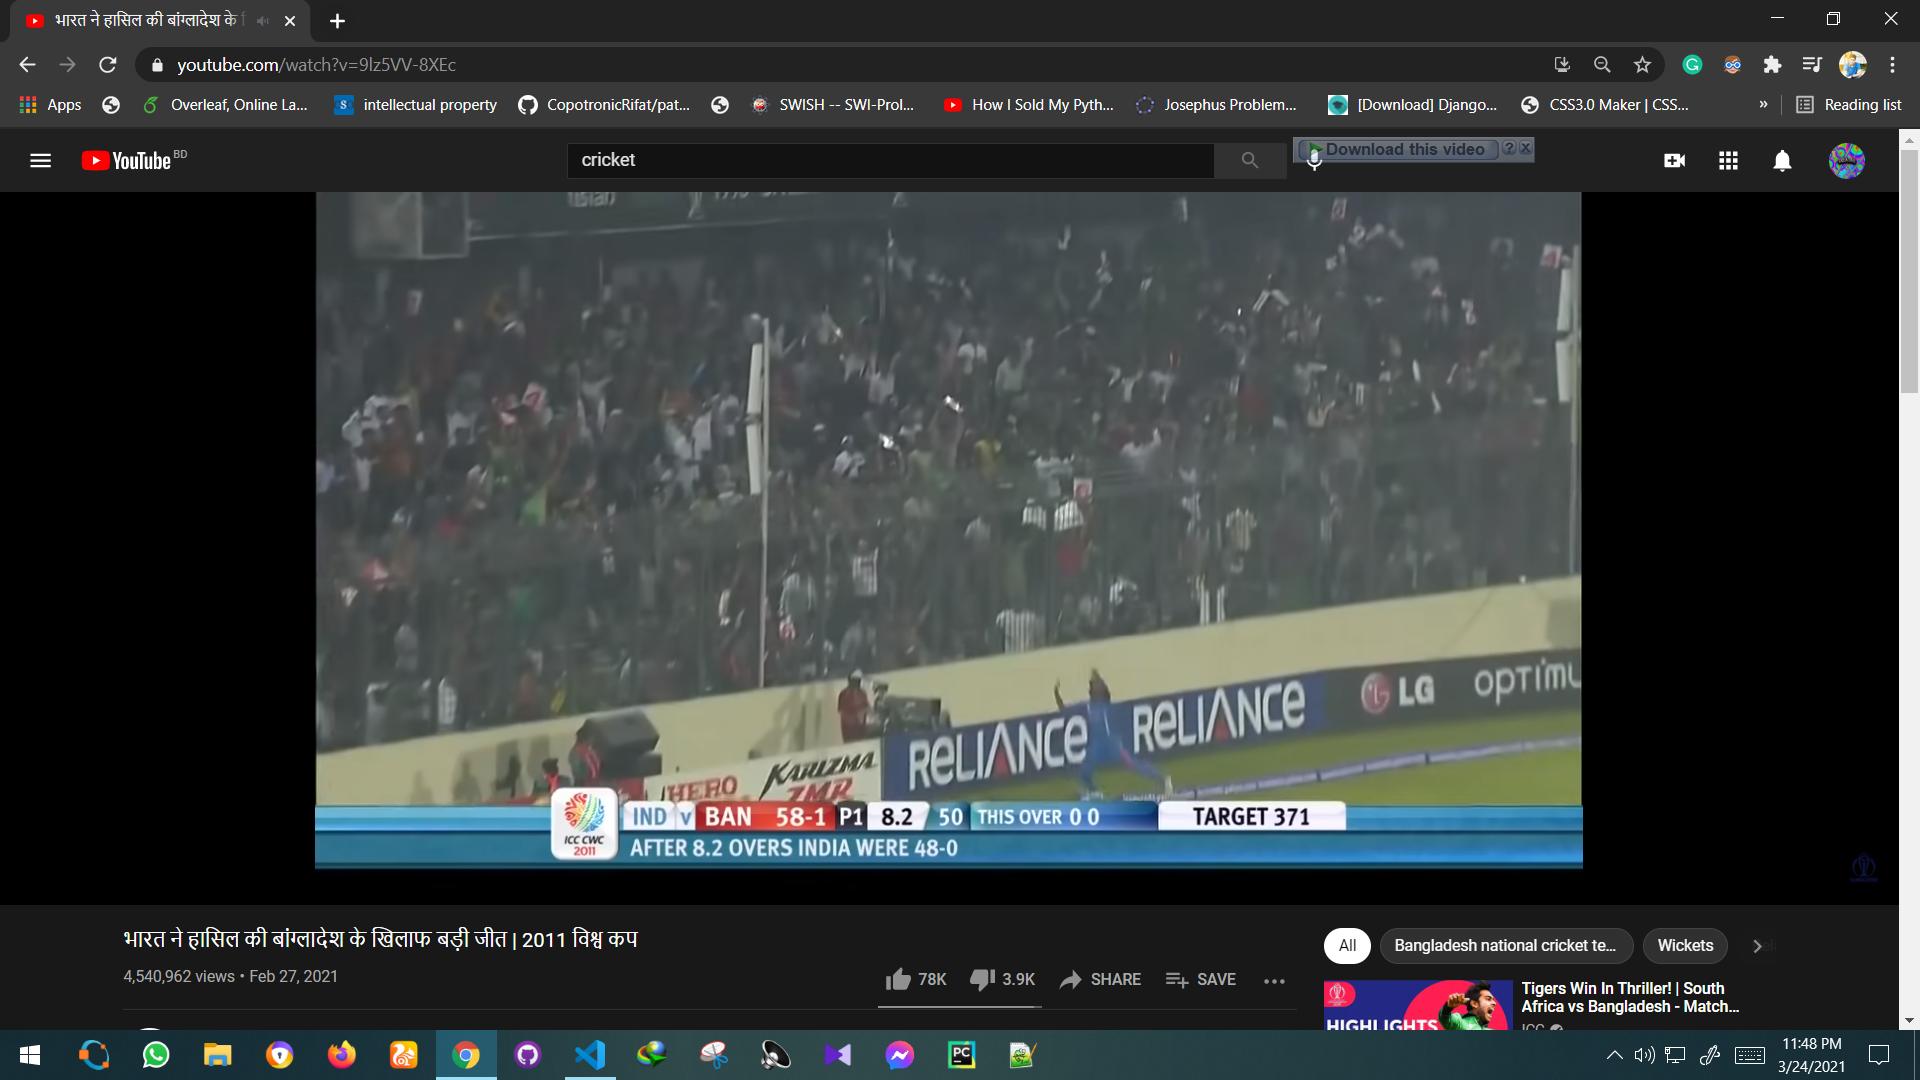 भारत ने हासिल की बांग्लादेश के
youtube.com/watch?v=9lz5VV-8XEc
Apps
Overleaf, Online La...
intellectual property
CopotronicRifat/pat...
SWISH -- SWI-Prol...
How I Sold My Pyth...
Josephus Problem...
[Download] Django...
CSS3.0 Maker | CSS...
»
Reading list
YouTube BD
cricket
Download this video
RELIANCE
RELIANCE
LG
HERO
KARIZMA
ZMR
IND v BAN 58-1 P1 8.2 50 THIS OVER 0 0 TARGET 371
ICC CWC
2011
AFTER 8.2 OVERS INDIA WERE 48-0
भारत ने हासिल की बांग्लादेश के खिलाफ बड़ी जीत | 2011 विश्व कप
4,540,962 views • Feb 27, 2021
78K
3.9K
SHARE
SAVE
All
Bangladesh national cricket te...
Wickets
HIGHLIGHTS
Tigers Win In Thriller! | South
Africa vs Bangladesh - Match...
ICC
PC
11:48 PM
3/24/2021